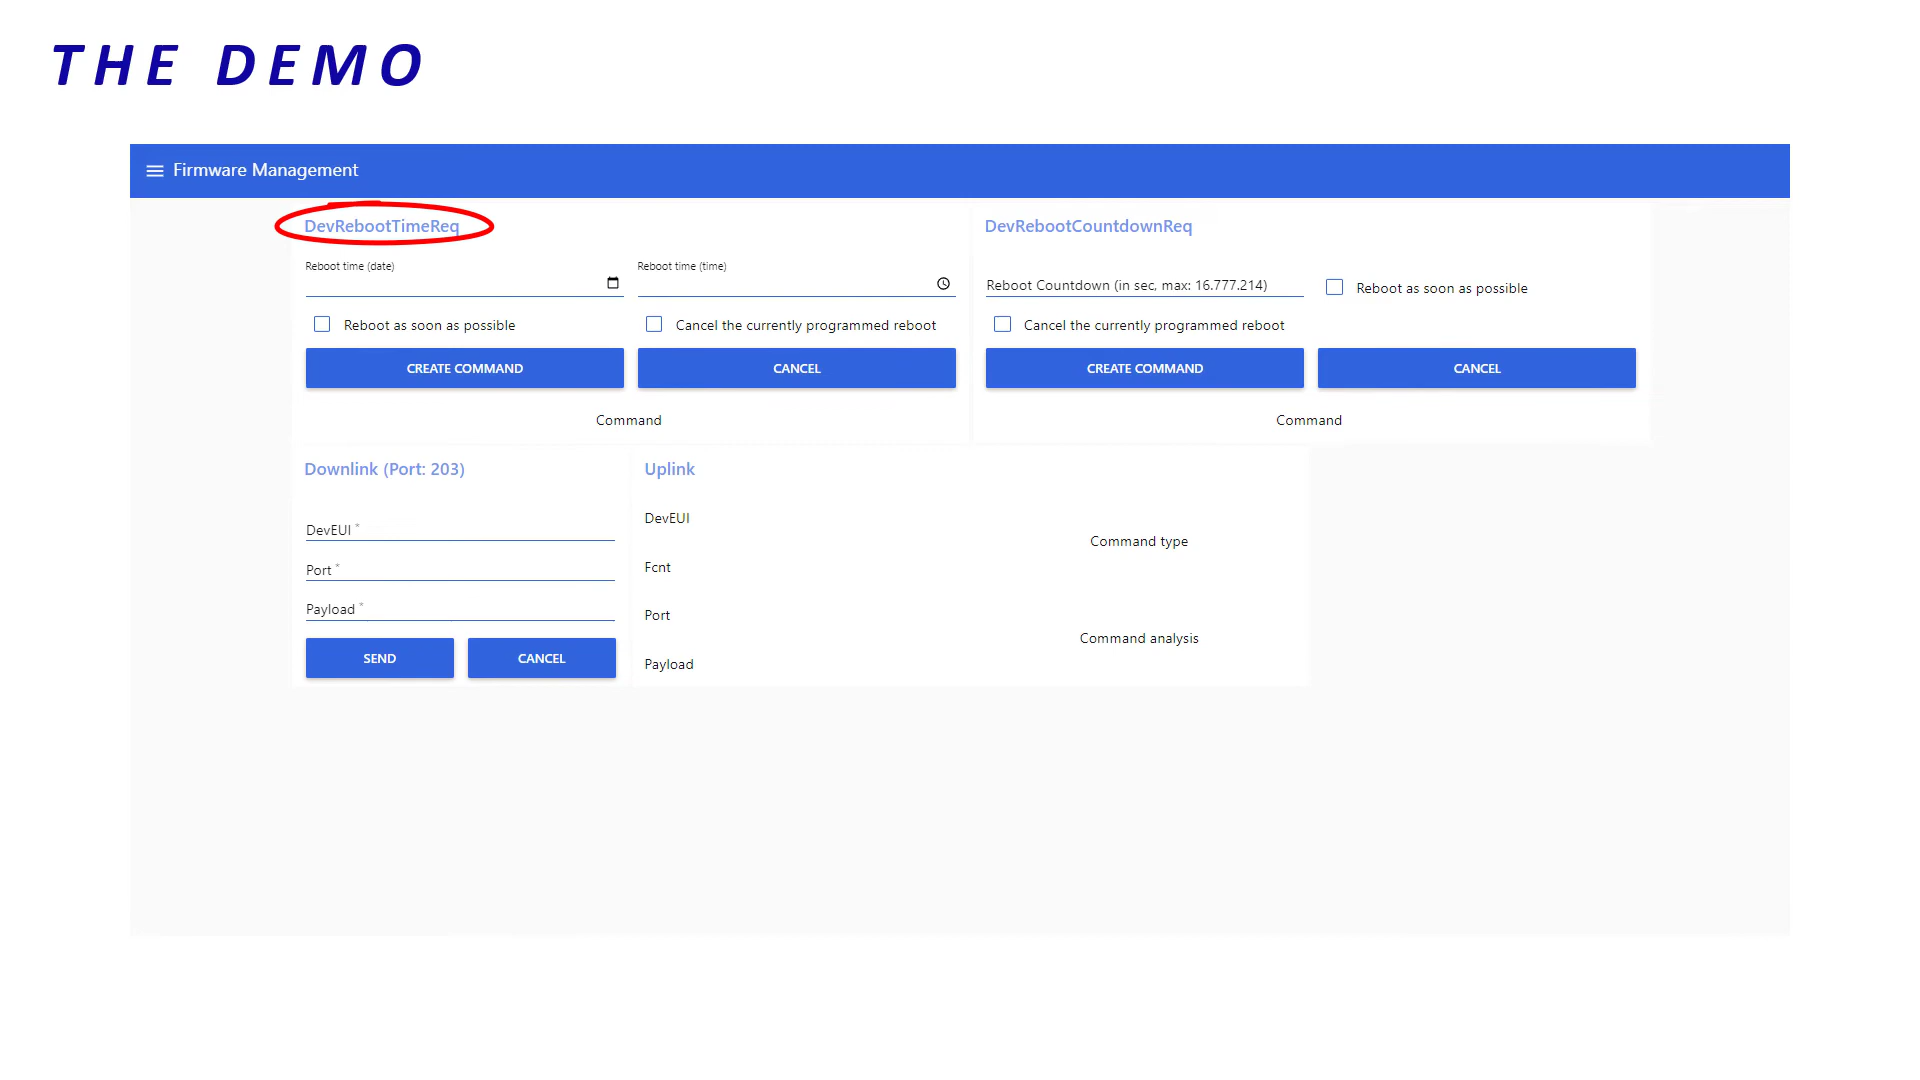 THE DEMO
Firmware Management
DevRebootTimeReq
Reboot time (date)
Reboot time (time)
Reboot as soon as possible
Cancel the currently programmed reboot
CREATE COMMAND
CANCEL
Command
DevRebootCountdownReq
Reboot Countdown (in sec, max: 16.777.214)
Reboot as soon as possible
Cancel the currently programmed reboot
CREATE COMMAND
CANCEL
Command
Downlink (Port: 203)
DevEUI *
Port *
Payload *
SEND
CANCEL
Uplink
DevEUI
Fcnt
Port
Payload
Command type
Command analysis